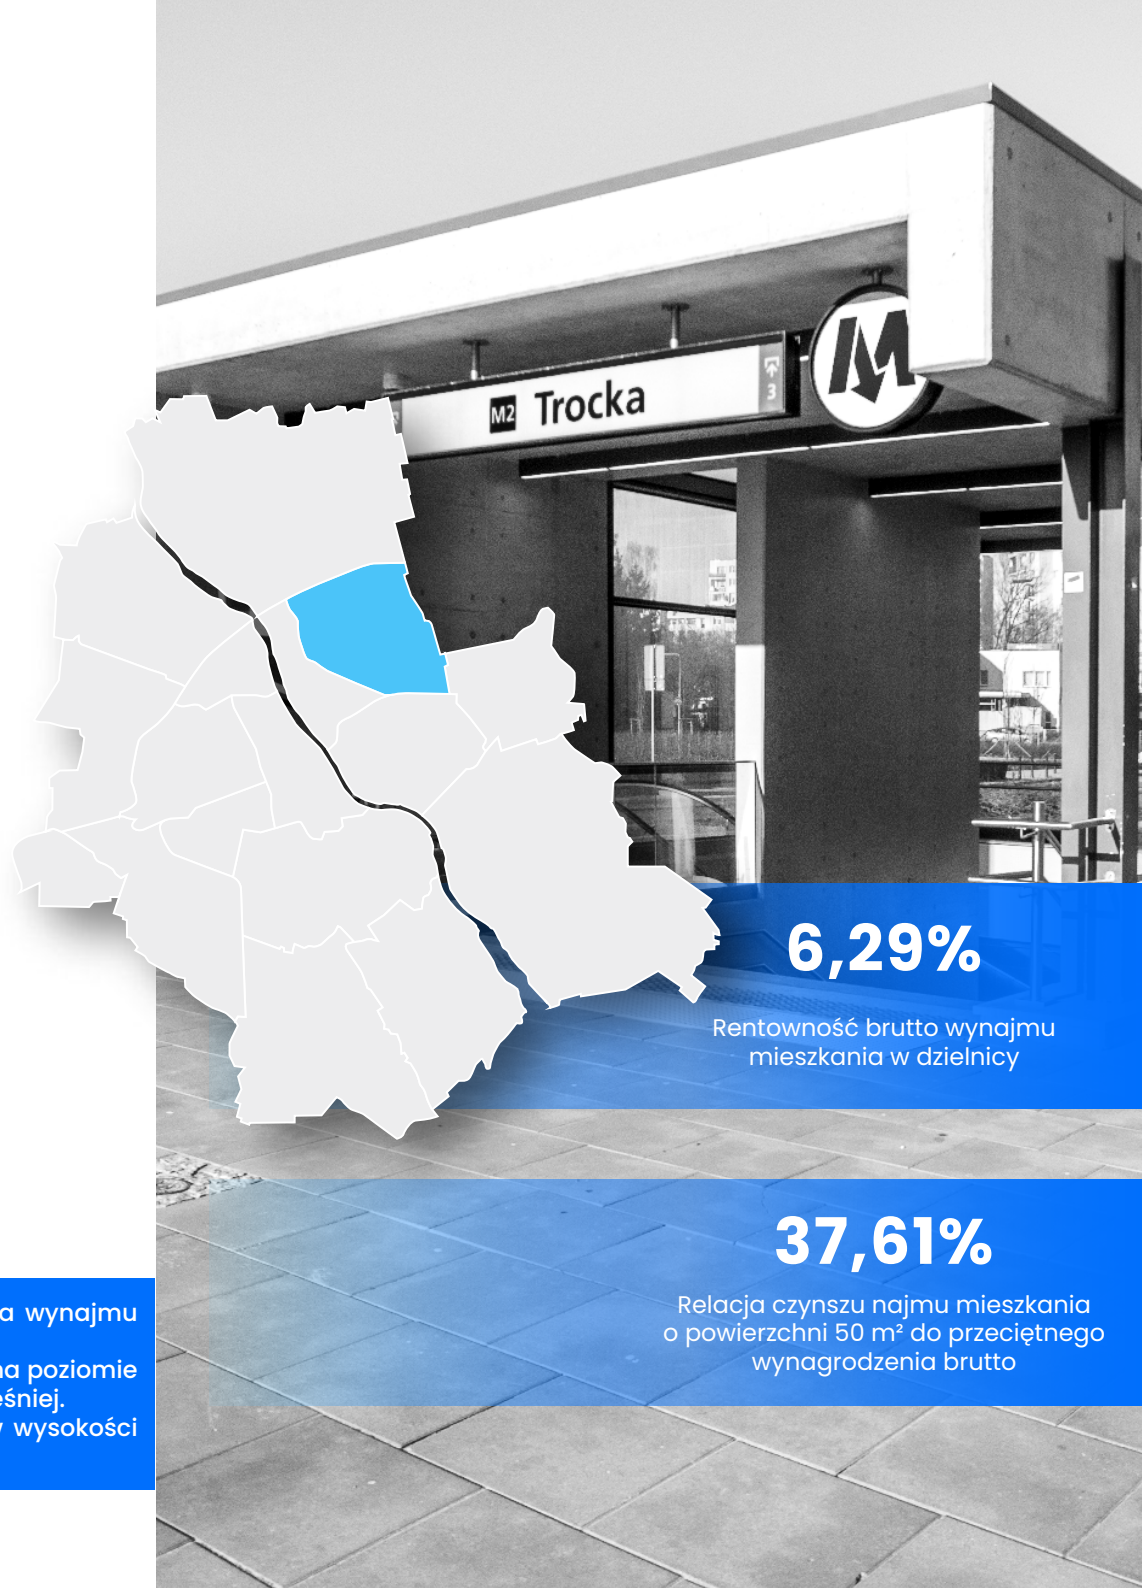 M2 Trocka
3
M
6,29%
Rentowność brutto wynajmu
mieszkania w dzielnicy
37,61%
Relacja czynszu najmu mieszkania
o powierzchni 50 m² do przeciętnego
wynagrodzenia brutto
wynajmu
na poziomie
wysokości